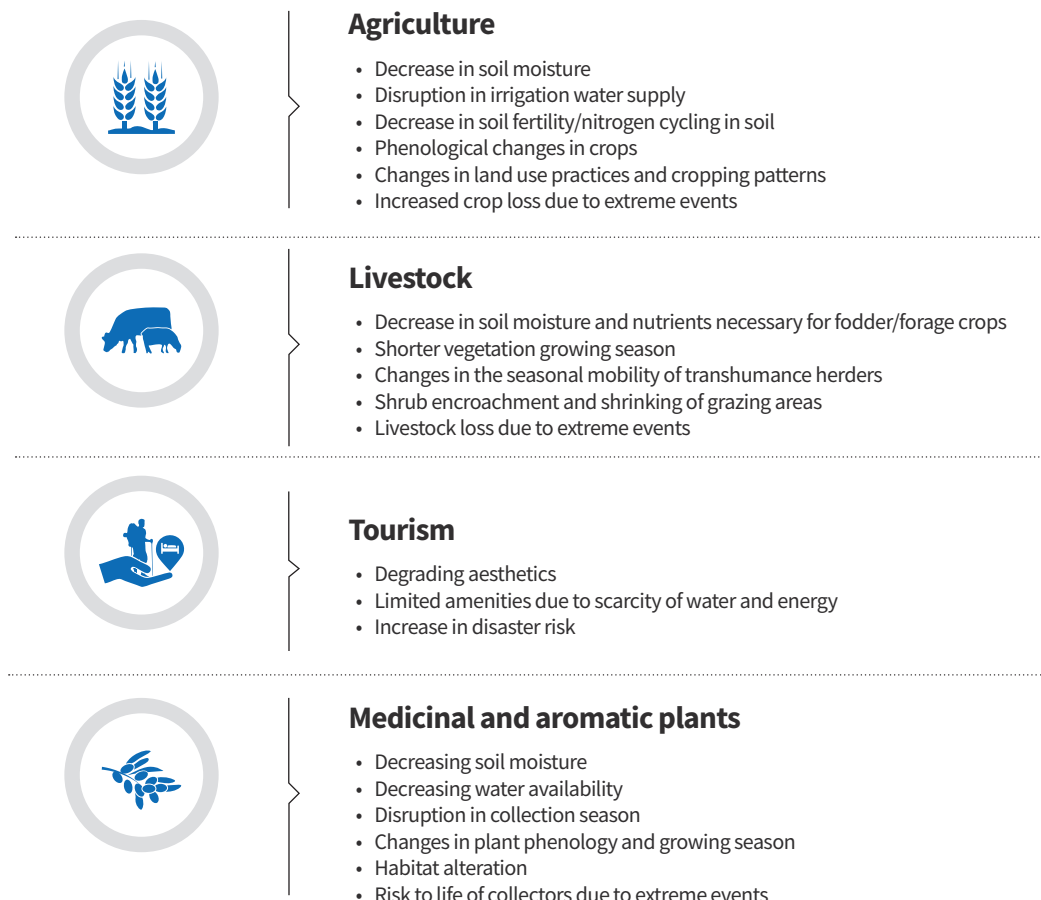 Agriculture
• Decrease in soil moisture
• Disruption in irrigation water supply
• Decrease in soil fertility/nitrogen cycling in soil
• Phenological changes in crops
• Changes in land use practices and cropping patterns
• Increased crop loss due to extreme events
Livestock
• Decrease in soil moisture and nutrients necessary for fodder/forage crops
• Shorter vegetation growing season
• Changes in the seasonal mobility of transhumance herders
• Shrub encroachment and shrinking of grazing areas
• Livestock loss due to extreme events
Tourism
• Degrading aesthetics
• Limited amenities due to scarcity of water and energy
• Increase in disaster risk
Medicinal and aromatic plants
• Decreasing soil moisture
• Decreasing water availability
• Disruption in collection season
• Changes in plant phenology and growing season
• Habitat alteration
• Risk to life of collectors due to extreme events